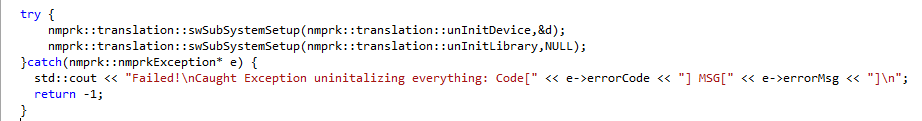 try {
    nmprk::translation::swSubSystemSetup(nmprk::translation::unInitDevice,&d);
    nmprk::translation::swSubSystemSetup(nmprk::translation::unInitLibrary,NULL);
}catch(nmprk::nmprkException* e) {
  std::cout << "Failed!\nCaught Exception uninitalizing everything: Code[" << e->errorCode << "] MSG[" << e->errorMsg << "]\n";
  return -1;
}